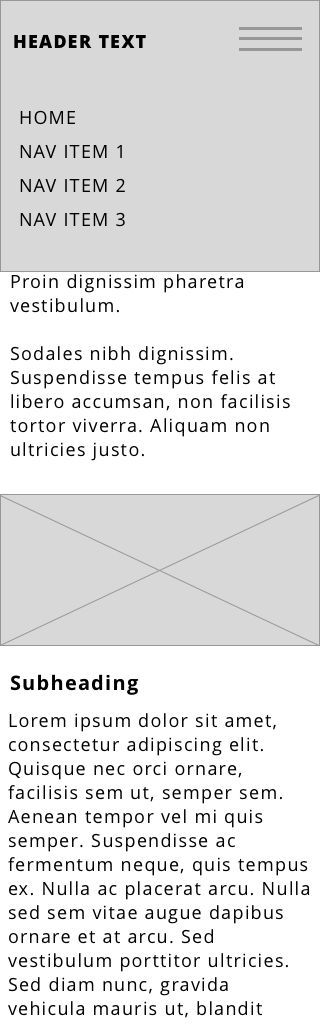 HEADER TEXT
HOME
NAV ITEM 1
NAV ITEM 2
NAV ITEM 3
Proin dignissim pharetra
vestibulum.
Sodales nibh dignissim.
Suspendisse tempus felis at
libero accumsan, non facilisis
tortor viverra. Aliquam non
ultricies justo.
Subheading
Lorem ipsum dolor sit amet,
consectetur adipiscing elit.
Quisque nec orci ornare,
facilisis sem ut, semper sem.
Aenean tempor vel mi quis
semper. Suspendisse ac
fermentum neque, quis tempus
ex. Nulla ac placerat arcu. Nulla
sed sem vitae augue dapibus
ornare et at arcu. Sed
vestibulum porttitor ultricies.
Sed diam nunc, gravida
vehicula mauris ut, blandit